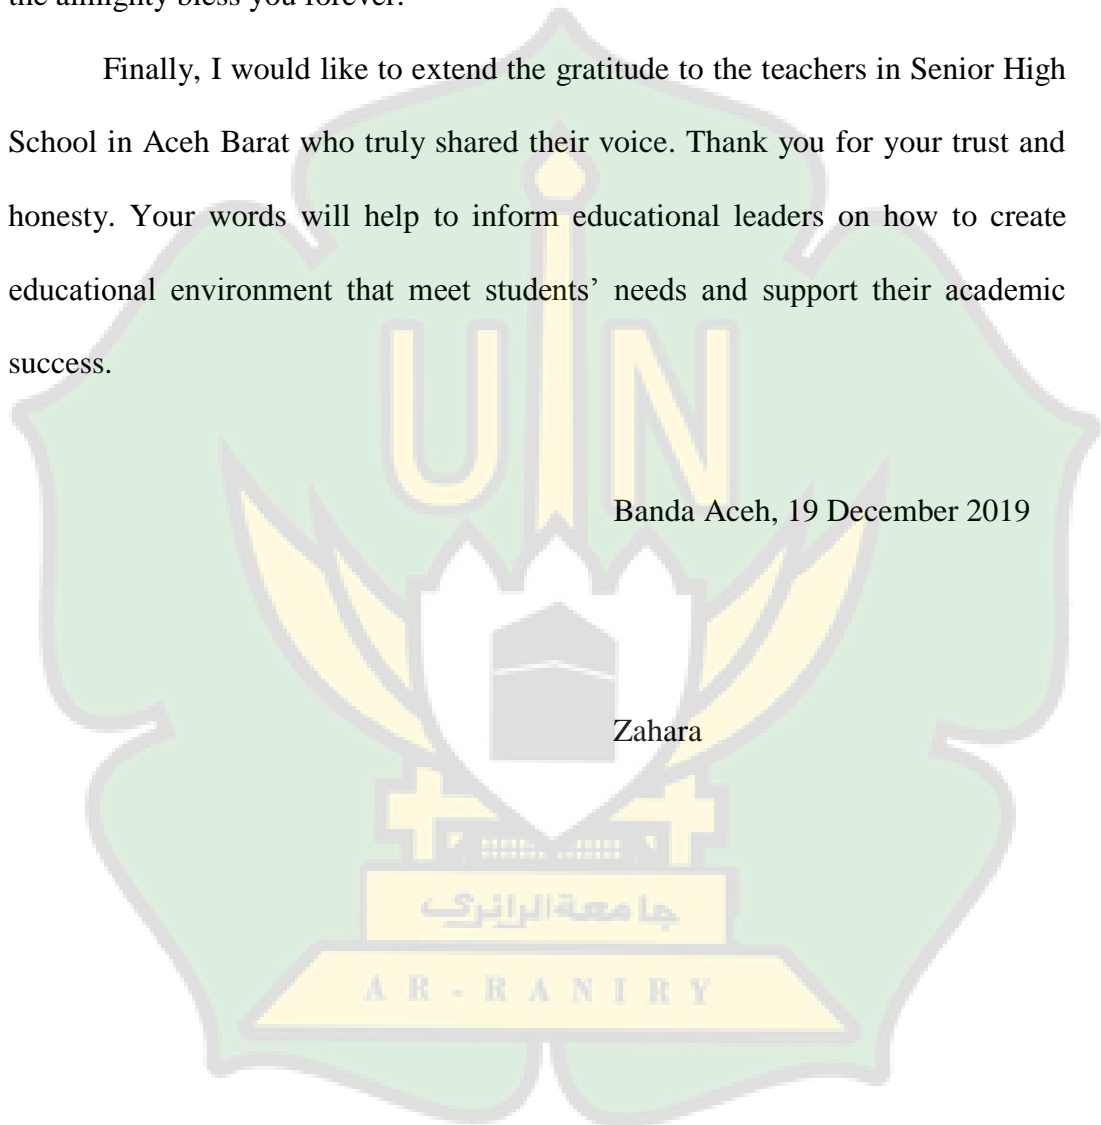 the almighty bless you forever.
Finally, I would like to extend the gratitude to the teachers in Senior High
School in Aceh Barat who truly shared their voice. Thank you for your trust and
honesty. Your words will help to inform educational leaders on how to create
educational environment that meet students’ needs and support their academic
success.
UIN
Banda Aceh, 19 December 2019
Zahara
جامعة الرانري
AR-RANIRY